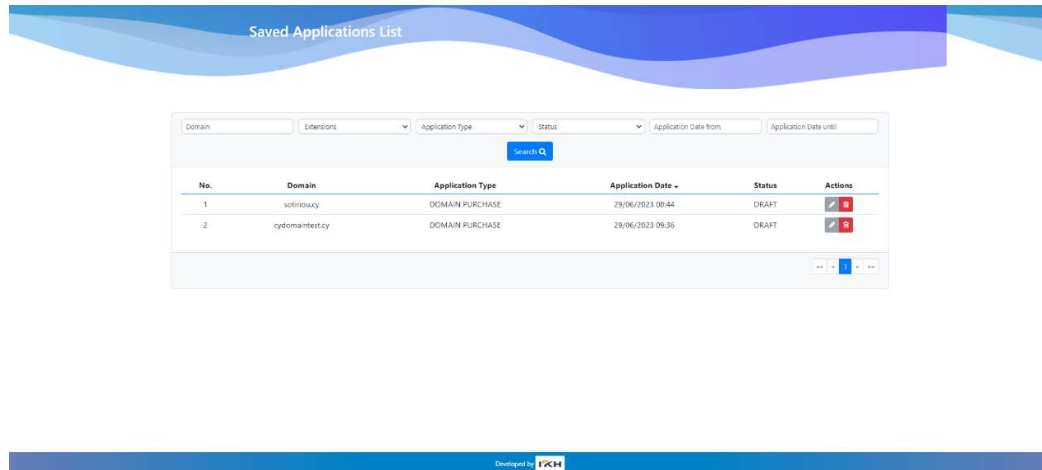 Saved Applications List
Domain Extensions Application Type Status Application Date from Application Date until
Search
No. Domain Application Type Application Date Status Actions
1 sotiriou.cy DOMAIN PURCHASE 29/06/2023 08:44 DRAFT
2 cydomaintest.cy DOMAIN PURCHASE 29/06/2023 09:36 DRAFT
«« « 1 » »»
Developed by